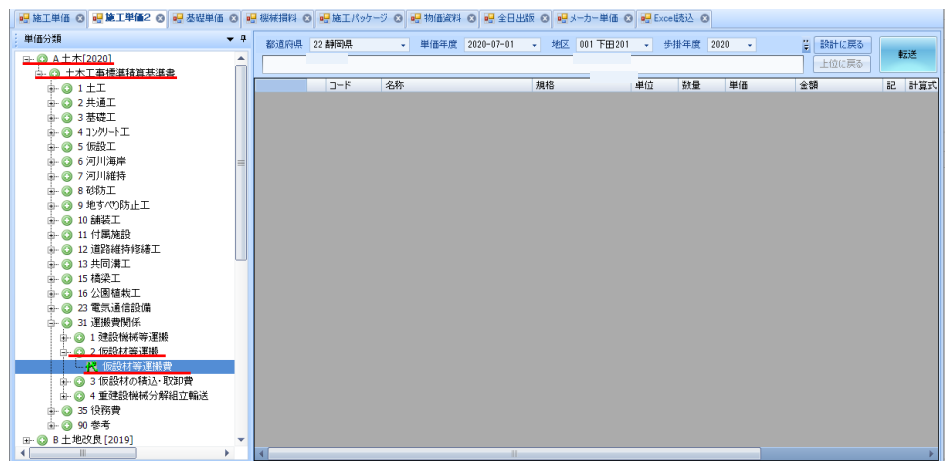 施工単価 施工単価2 基礎単価 機械損料 施工パッケージ 物価資料 全日出版 メーカー単価 Excel読込
単価分類
都道府県 22 静岡県 単価年度 2020-07-01 地区 001 下田201 歩掛年度 2020 設計に戻る 転送
上位に戻る
コード 名称 規格 単位 数量 単価 金額 記 計算式
A 土木[2020]
土木工事標準積算基準書
1 土工
2 共通工
3 基礎工
4 コンクリート工
5 仮設工
6 河川海岸
7 河川維持
8 砂防工
9 地すべり防止工
10 舗装工
11 付属施設
12 道路維持修繕工
13 共同溝工
15 橋梁工
16 公園植栽工
23 電気通信設備
31 運搬費関係
1 建設機械等運搬
2 仮設材等運搬
仮設材等運搬費
3 仮設材の積込・取卸費
4 重建設機械分解組立輸送
35 役務費
90 参考
B 土地改良[2019]